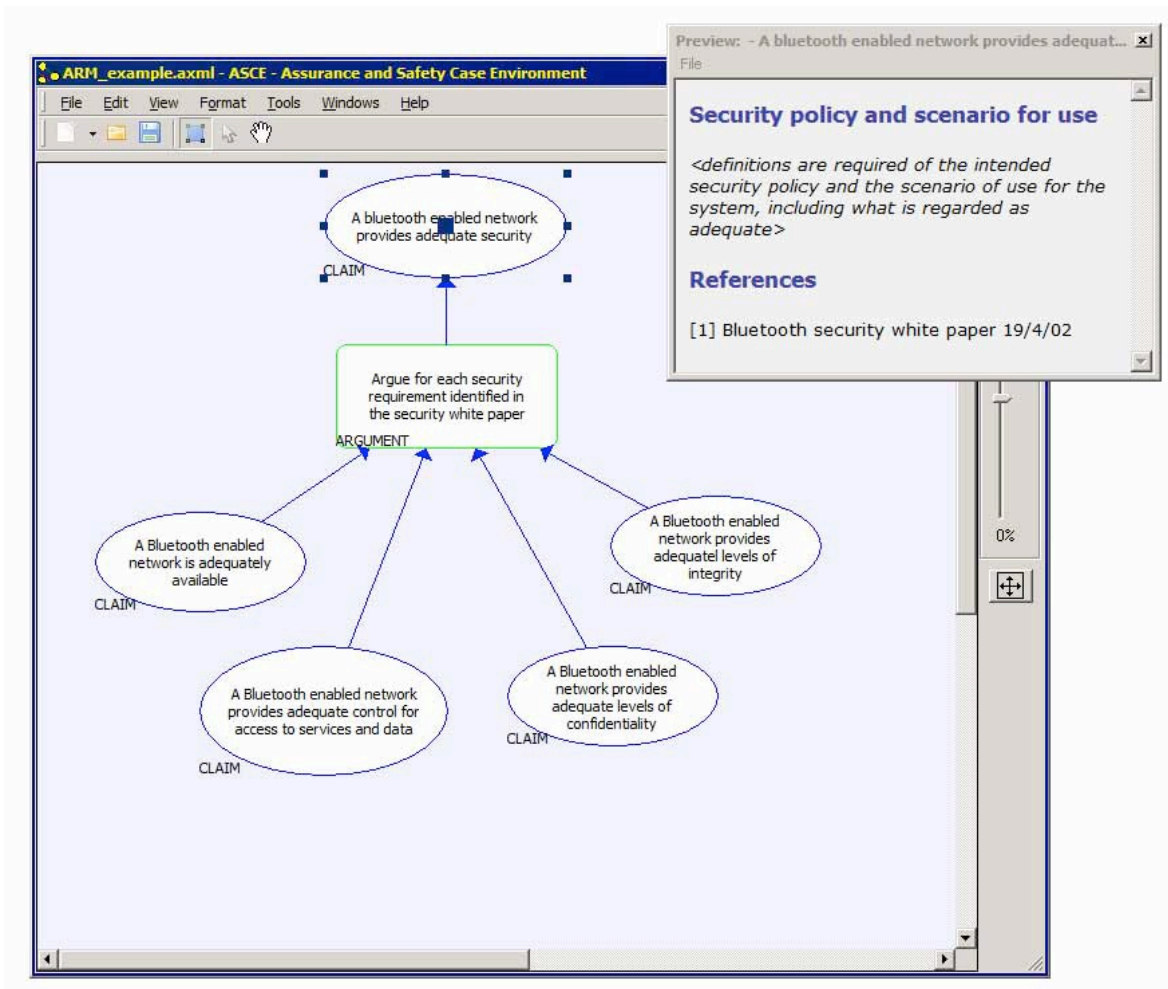 Preview: - A bluetooth enabled network provides adequat...
File
Security policy and scenario for use
<definitions are required of the intended
security policy and the scenario of use for the
system, including what is regarded as
adequate>
References
[1] Bluetooth security white paper 19/4/02
ARM_example.axml - ASCE - Assurance and Safety Case Environment
File Edit View Format Tools Windows Help
A bluetooth enabled network
provides adequate security
CLAIM
Argue for each security
requirement identified in
the security white paper
ARGUMENT
A Bluetooth enabled
network is adequately
available
CLAIM
A Bluetooth enabled
network provides
adequatel levels of
integrity
CLAIM
0%
A Bluetooth enabled network
provides adequate control for
access to services and data
CLAIM
A Bluetooth enabled
network provides
adequate levels of
confidentiality
CLAIM